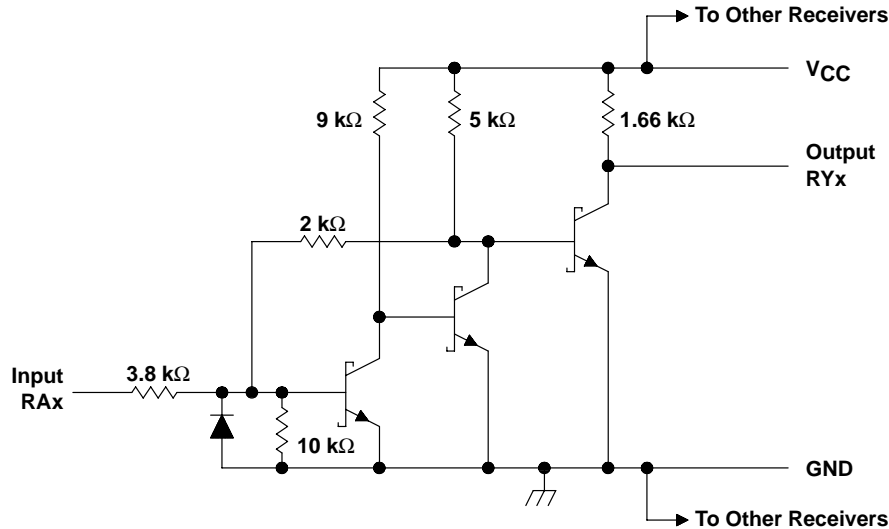 To Other Receivers
VCC
9 kΩ
5 kΩ
1.66 kΩ
Output
RYx
2 kΩ
Input
RAx
3.8 kΩ
10 kΩ
GND
To Other Receivers